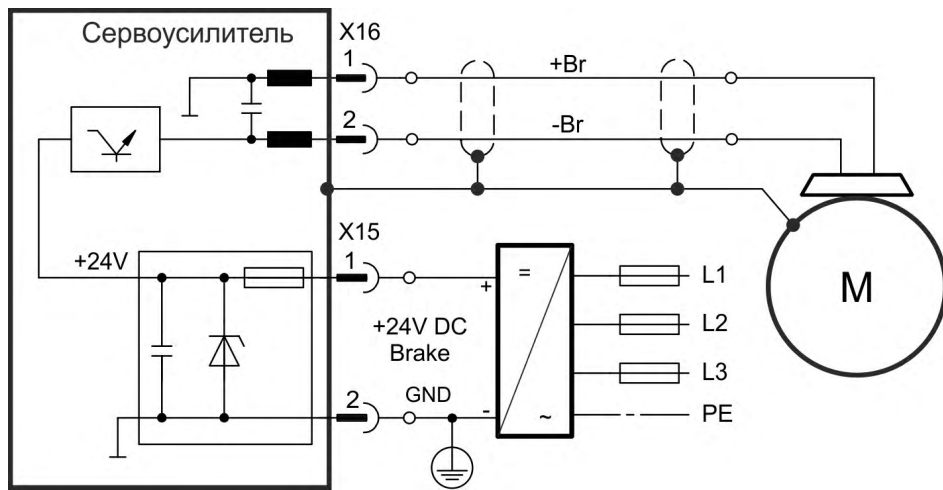 Сервоусилитель
X16
1
+Br
2
-Br
X15
+24V
1
=
+
L1
+24V DC
Brake
L2
M
L3
2
GND
-
~
PE